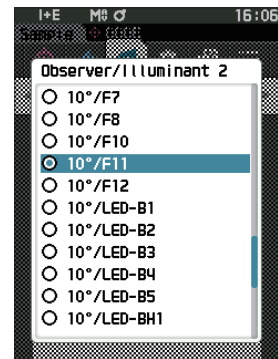 I+E M○♂ 16:06
Sample
Observer/Illuminant 2
10°/F7
10°/F8
10°/F10
10°/F11
10°/F12
10°/LED-B1
10°/LED-B2
10°/LED-B3
10°/LED-B4
10°/LED-B5
10°/LED-BH1